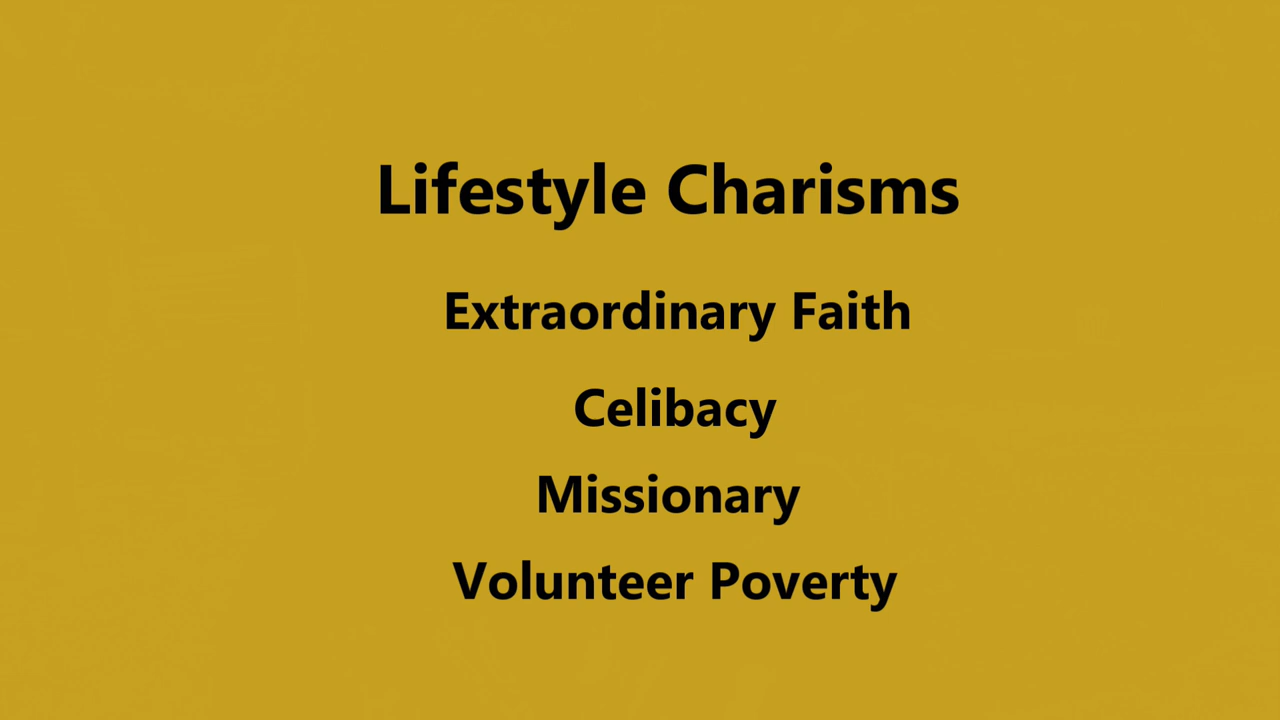 Lifestyle Charisms
Extraordinary Faith
Celibacy
Missionary
Volunteer Poverty